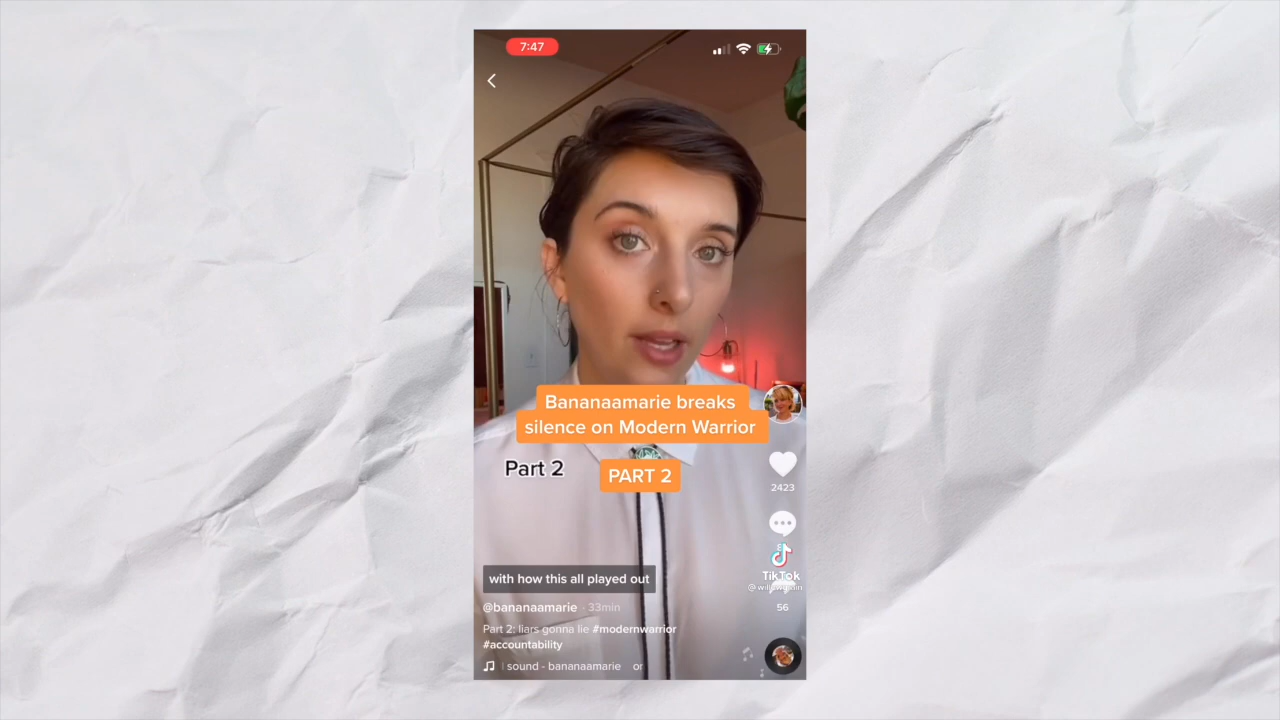 7:47
Bananaamarie breaks
silence on Modern Warrior
Part 2
PART 2
2423
with how this all played out
TikTok
@bananaamarie · 33min
56
Part 2: liars gonna lie #modernwarrior
#accountability
sound - bananaamarie or